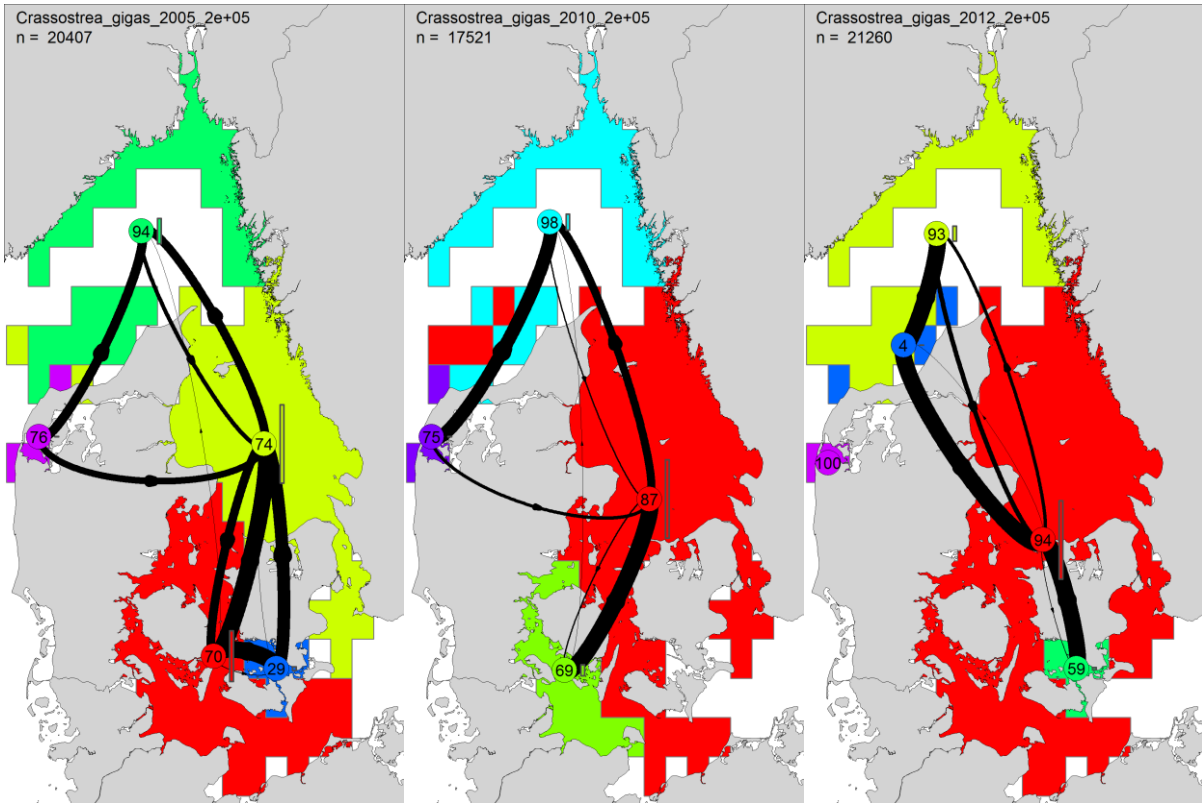 Crassostrea_gigas_2005_2e+05
n = 20407
94
76
74
70
29
Crassostrea_gigas_2010_2e+05
n = 17521
98
75
87
69
Crassostrea_gigas_2012_2e+05
n = 21260
93
4
100
94
59